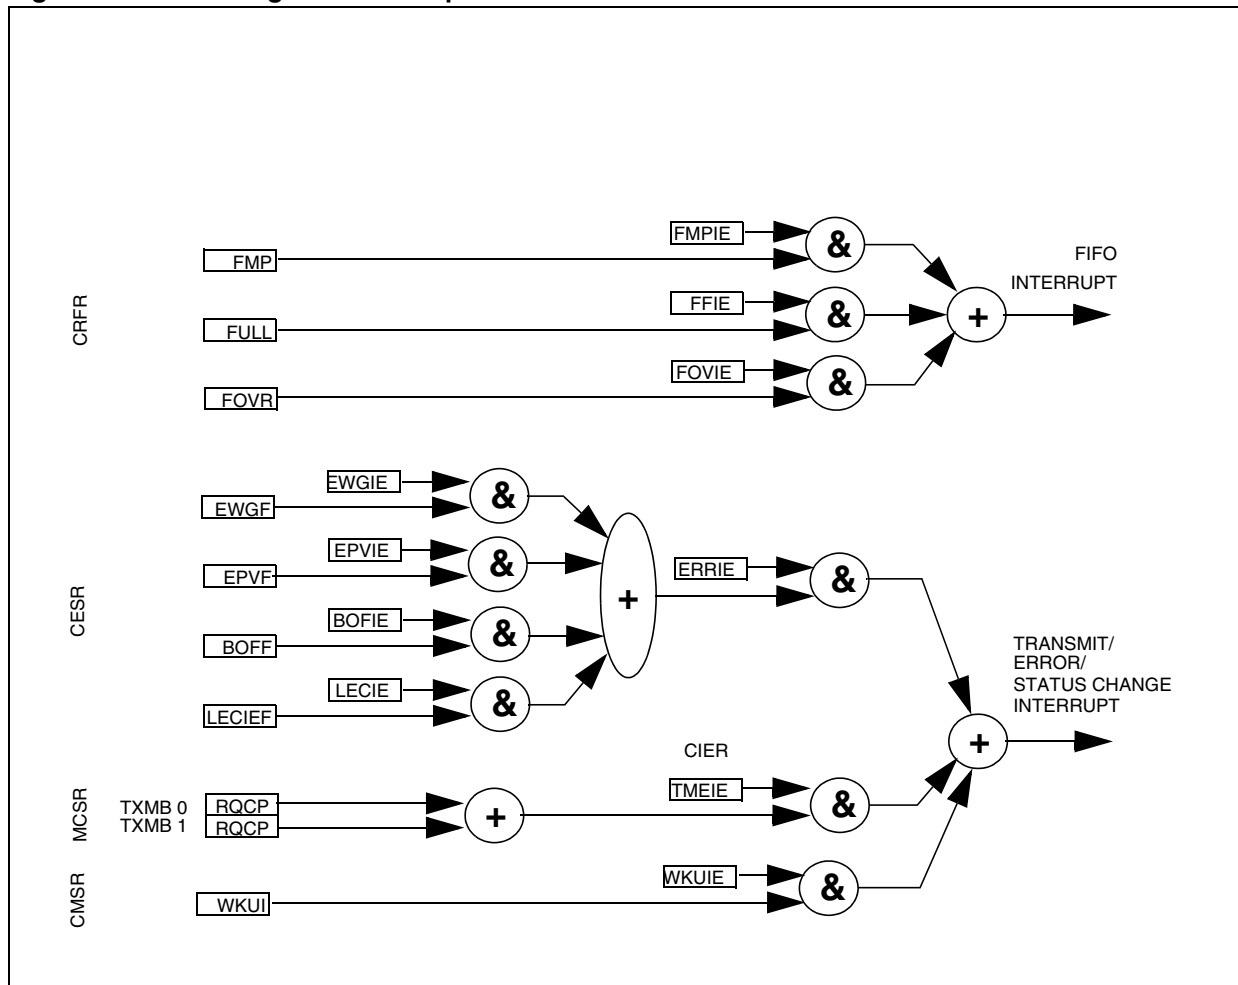 FMPIE
&
FMP
FIFO
INTERRUPT
CRFR
FFIE
&
+
FULL
FOVIE
&
FOVR
EWGIE
&
EWGF
EPVIE
&
EPVF
ERRIE
&
CESR
+
BOFIE
&
BOFF
TRANSMIT/
ERROR/
STATUS CHANGE
INTERRUPT
LECIE
&
LECIEF
+
CIER
MCSR
TXMB 0
RQCP
TXMB 1
RQCP
+
TMEIE
&
CMSR
WKUIE
&
WKUI